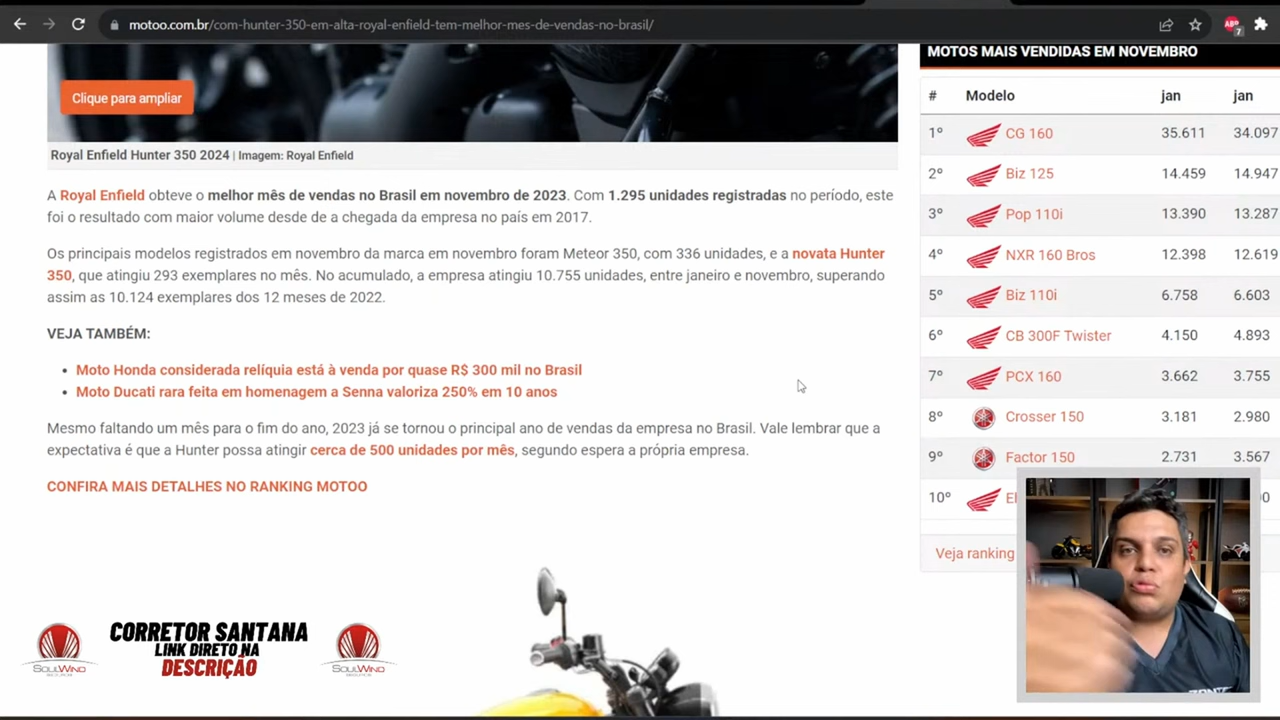 motoo.com.br/com-hunter-350-em-alta-royal-enfield-tem-melhor-mes-de-vendas-no-brasil/
ABP
7
Clique para ampliar
Royal Enfield Hunter 350 2024 | Imagem: Royal Enfield
A Royal Enfield obteve o melhor mês de vendas no Brasil em novembro de 2023. Com 1.295 unidades registradas no período, este
foi o resultado com maior volume desde de a chegada da empresa no país em 2017.
Os principais modelos registrados em novembro da marca em novembro foram Meteor 350, com 336 unidades, e a novata Hunter
350, que atingiu 293 exemplares no mês. No acumulado, a empresa atingiu 10.755 unidades, entre janeiro e novembro, superando
assim as 10.124 exemplares dos 12 meses de 2022.
VEJA TAMBÉM:
• Moto Honda considerada relíquia está à venda por quase R$ 300 mil no Brasil
• Moto Ducati rara feita em homenagem a Senna valoriza 250% em 10 anos
Mesmo faltando um mês para o fim do ano, 2023 já se tornou o principal ano de vendas da empresa no Brasil. Vale lembrar que a
expectativa é que a Hunter possa atingir cerca de 500 unidades por mês, segundo espera a própria empresa.
CONFIRA MAIS DETALHES NO RANKING MOTOO
MOTOS MAIS VENDIDAS EM NOVEMBRO
# Modelo jan jan
1º CG 160 35.611 34.097
2º Biz 125 14.459 14.947
3º Pop 110i 13.390 13.287
4º NXR 160 Bros 12.398 12.619
5º Biz 110i 6.758 6.603
6º CB 300F Twister 4.150 4.893
7º PCX 160 3.662 3.755
8º Crosser 150 3.181 2.980
9º Factor 150 2.731 3.567
10º
Veja ranking
CORRETOR SANTANA
LINK DIRETO NA
DESCRIÇÃO
SOULWIND
SOULWIND